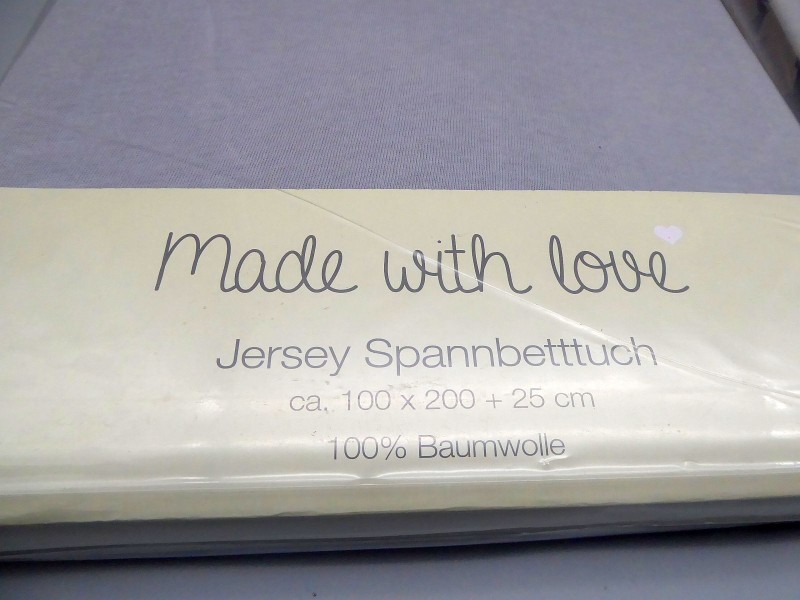 Made with love
Jersey Spannbetttuch
ca. 100 x 200 + 25 cm
100% Baumwolle